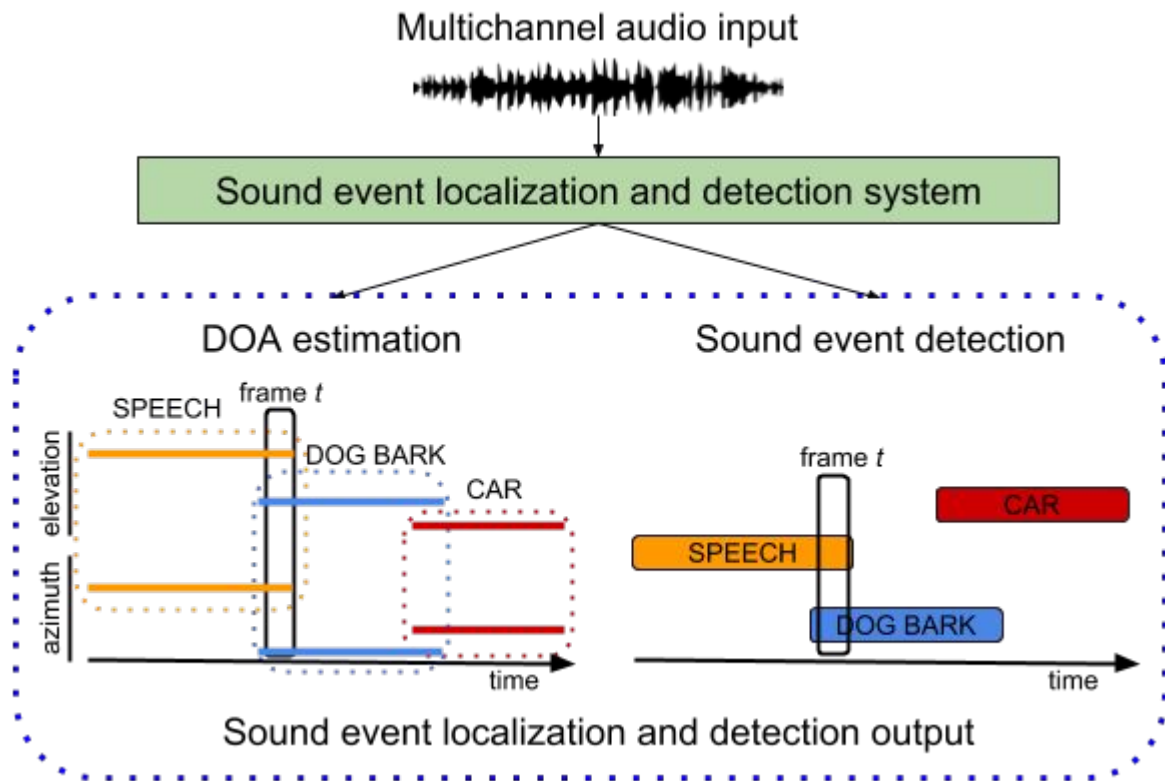 Multichannel audio input
Sound event localization and detection system
DOA estimation
frame t
SPEECH
DOG BARK
CAR
elevation
azimuth
time
Sound event detection
frame t
CAR
SPEECH
DOG BARK
time
Sound event localization and detection output